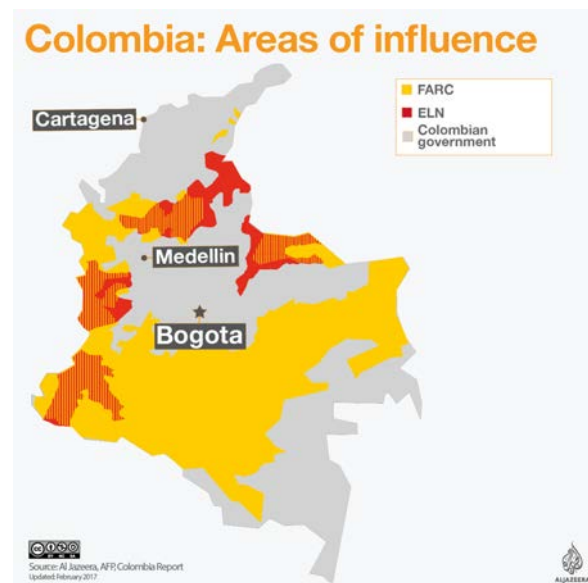 Colombia: Areas of influence
FARC
ELN
Colombian
government
Cartagena
Medellin
Bogota
Source: Al Jazeera, AFP, Colombia Report
Updated: February 2017
ALJAZEERA